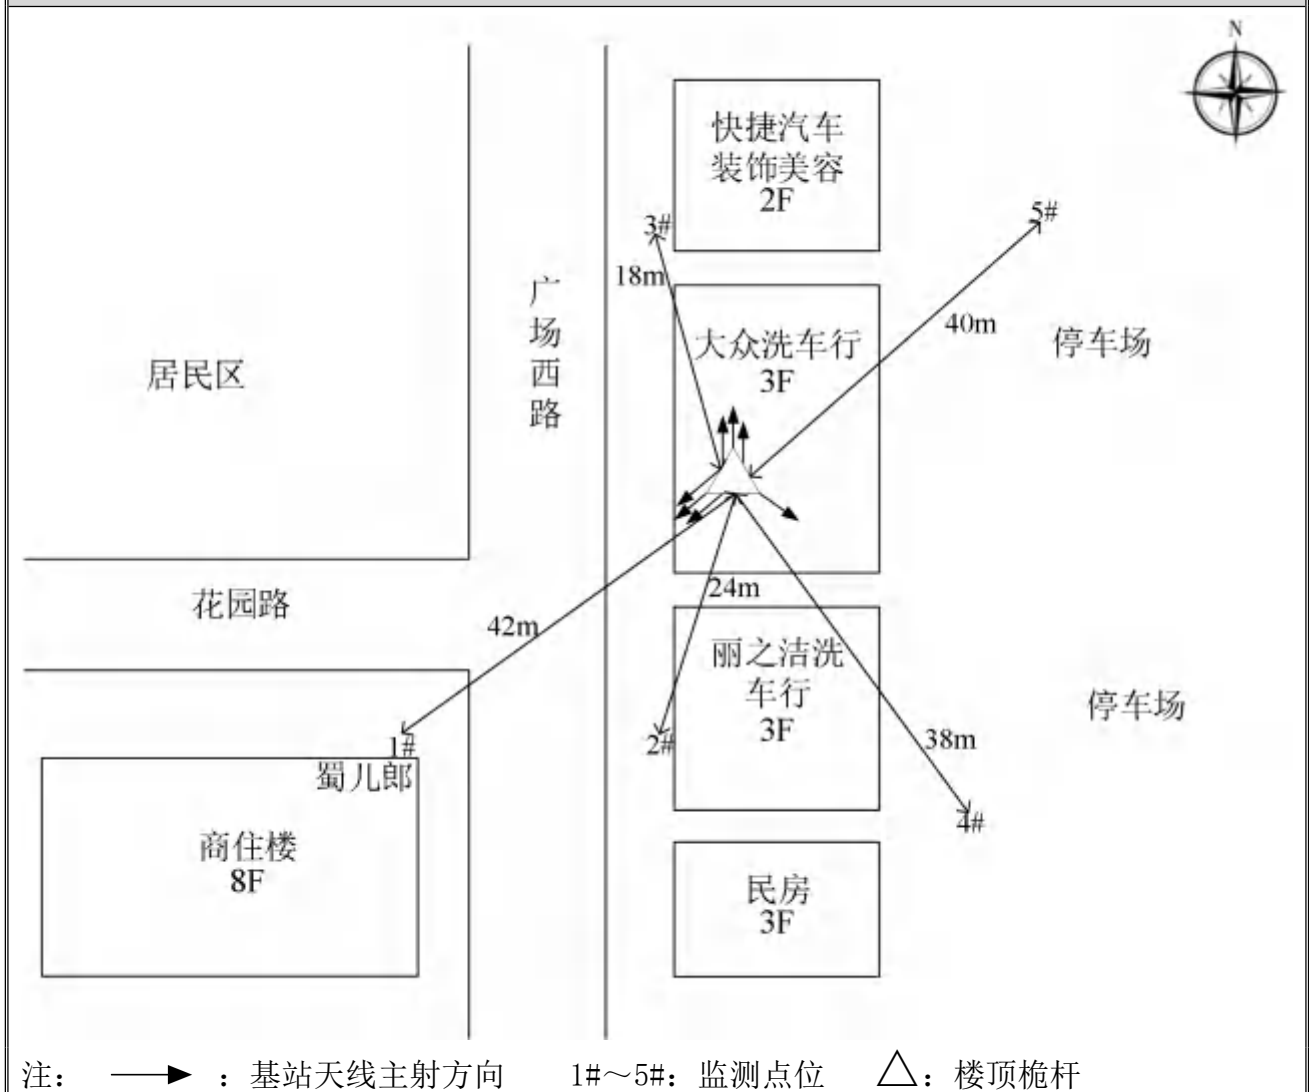 N
快捷汽车
装饰美容
2F
3#
5#
18m
广场西路
40m
大众洗车行
3F
停车场
居民区
24m
花园路
42m
丽之洁洗
车行
3F
停车场
38m
1#
2#
蜀儿郎
4#
商住楼
8F
民房
3F
注： ：基站天线主射方向 1#～5#：监测点位 △：楼顶桅杆